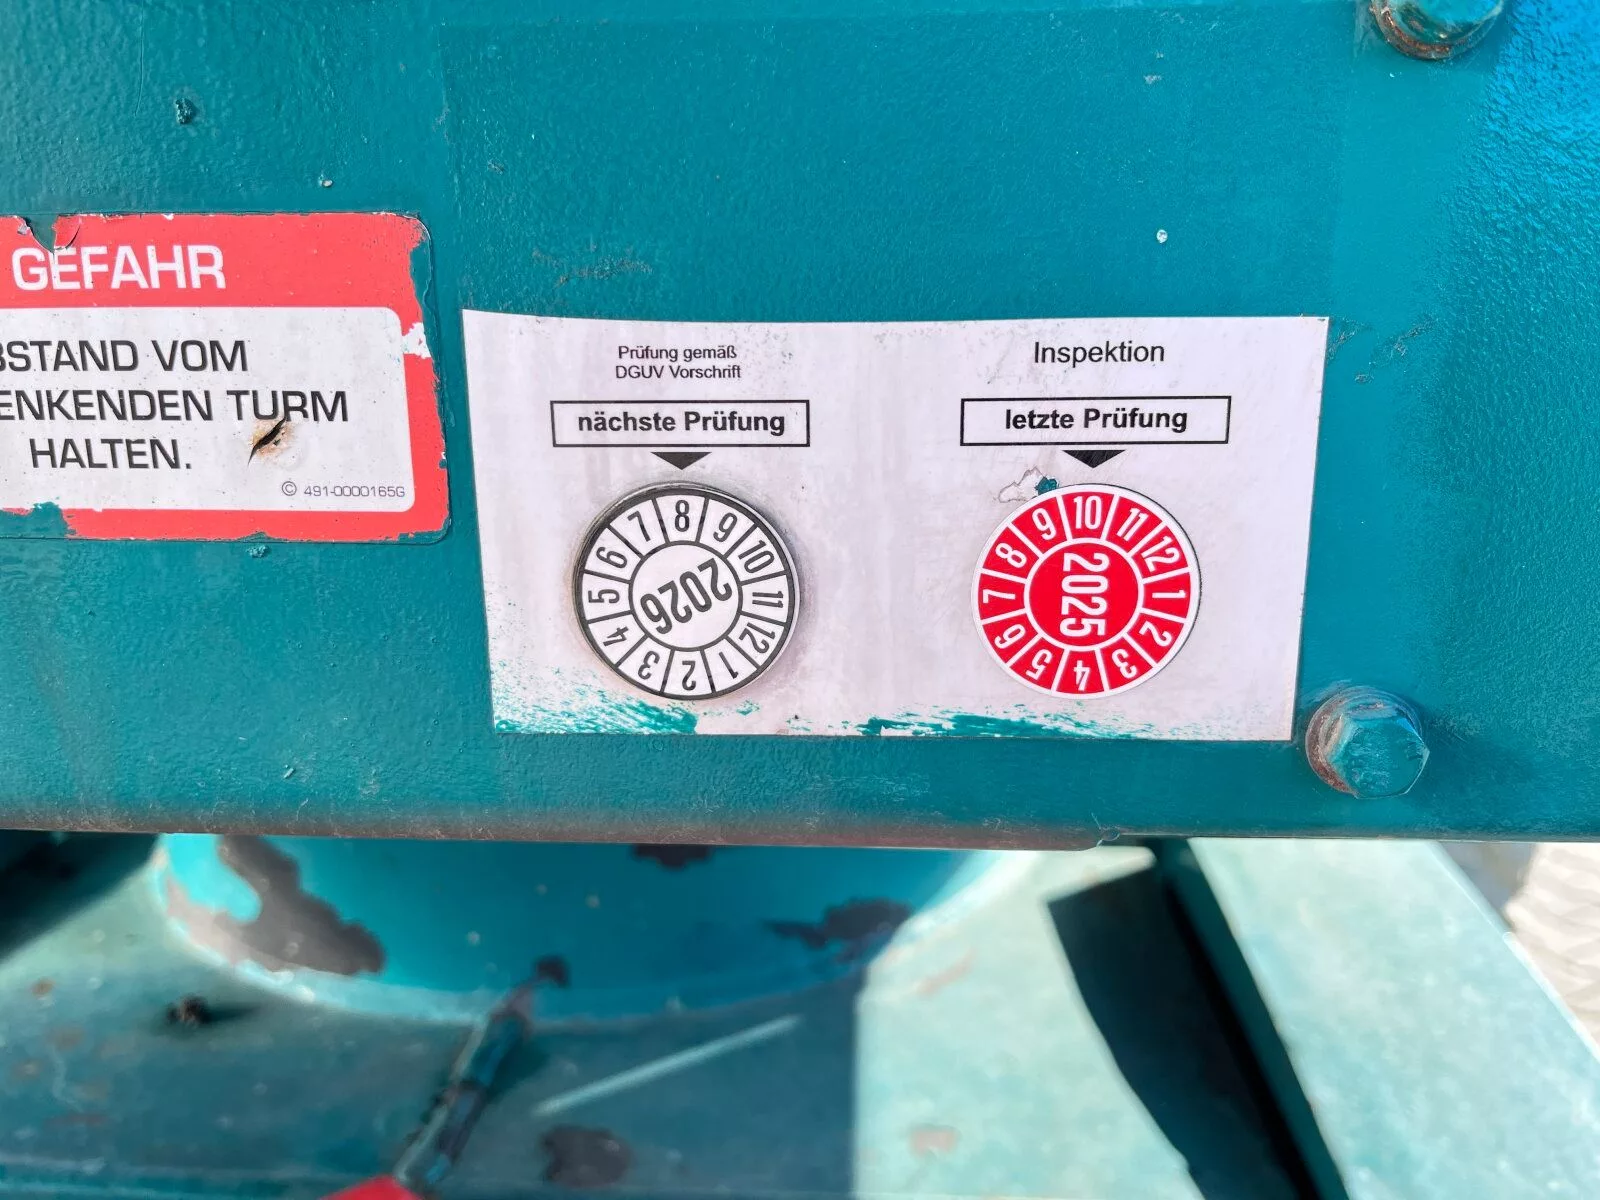 GEFAHR
STAND VOM
ENKENDEN TURM
HALTEN.
© 491-0000165G
Prüfung gemäß
DGUV Vorschrift
nächste Prüfung
8 9 10 11 12 1 2 3 4 5 6 7
2026
Inspektion
letzte Prüfung
10 11 12 1 2 3 4 5 6 7 8 9
2025